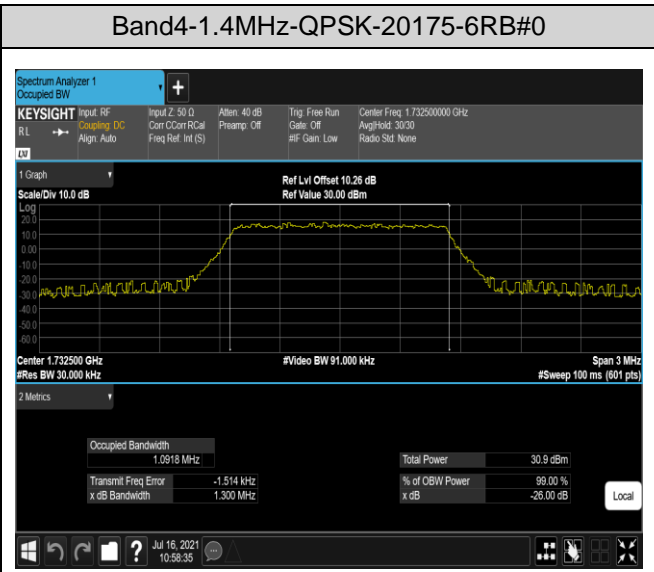 Band4-1.4MHz-QPSK-20175-6RB#0
Spectrum Analyzer 1
Occupied BW
KEYSIGHT Input: RF Input Z: 50 Ω Atten: 40 dB Trig: Free Run Center Freq: 1.732500000 GHz
RL Coupling: DC Corr CCorr RCal Preamp: Off Gate: Off Avg|Hold: 30/30
Align: Auto Freq Ref: Int (S) #IF Gain: Low Radio Std: None
LXI
1 Graph Ref Lvl Offset 10.26 dB
Scale/Div 10.0 dB Ref Value 30.00 dBm
Log
20.0
10.0
0.00
-10.0
-20.0
-30.0
-40.0
-50.0
-60.0
Center 1.732500 GHz #Video BW 91.000 kHz Span 3 MHz
#Res BW 30.000 kHz #Sweep 100 ms (601 pts)
2 Metrics
Occupied Bandwidth
1.0918 MHz Total Power 30.9 dBm
Transmit Freq Error -1.514 kHz % of OBW Power 99.00 %
x dB Bandwidth 1.300 MHz x dB -26.00 dB
Local
? Jul 16, 2021
10:58:35